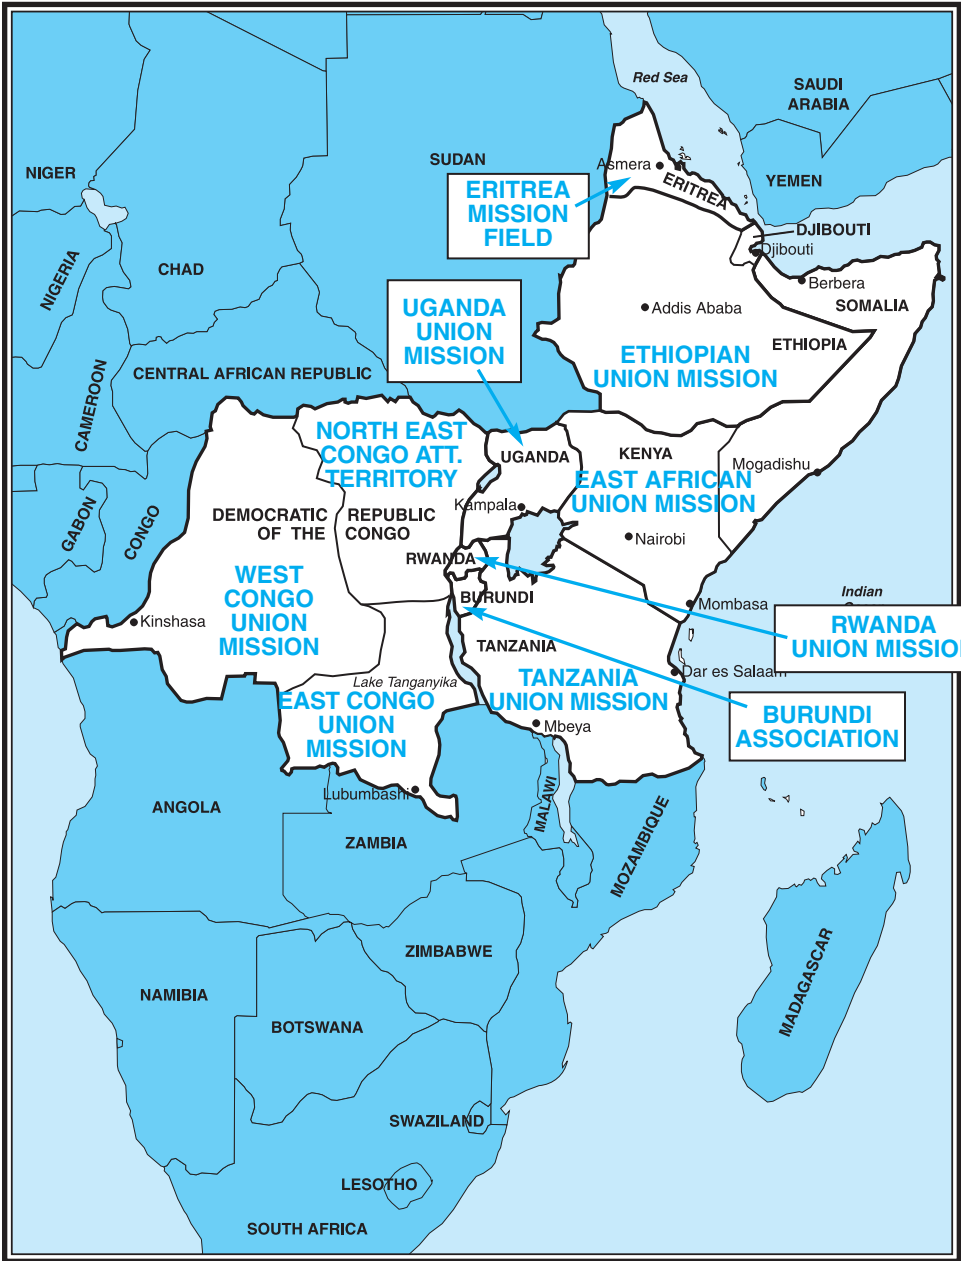 Red Sea
SAUDI
ARABIA
NIGER
SUDAN
Asmera
ERITREA
YEMEN
ERITREA
MISSION
FIELD
DJIBOUTI
Djibouti
NIGERIA
CHAD
Berbera
SOMALIA
Addis Ababa
UGANDA
UNION
MISSION
ETHIOPIA
ETHIOPIAN
UNION MISSION
CENTRAL AFRICAN REPUBLIC
CAMEROON
NORTH EAST
CONGO ATT.
TERRITORY
UGANDA
KENYA
Mogadishu
EAST AFRICAN
UNION MISSION
Kampala
GABON
CONGO
DEMOCRATIC REPUBLIC
OF THE CONGO
Nairobi
RWANDA
WEST
CONGO
UNION
MISSION
BURUNDI
Indian
Mombasa
Kinshasa
RWANDA
UNION MISSIO
TANZANIA
Dar es Salaam
Lake Tanganyika
TANZANIA
UNION MISSION
EAST CONGO
UNION
MISSION
BURUNDI
ASSOCIATION
Mbeya
Lubumbashi
ANGOLA
MALAWI
ZAMBIA
MOZAMBIQUE
ZIMBABWE
MADAGASCAR
NAMIBIA
BOTSWANA
SWAZILAND
LESOTHO
SOUTH AFRICA